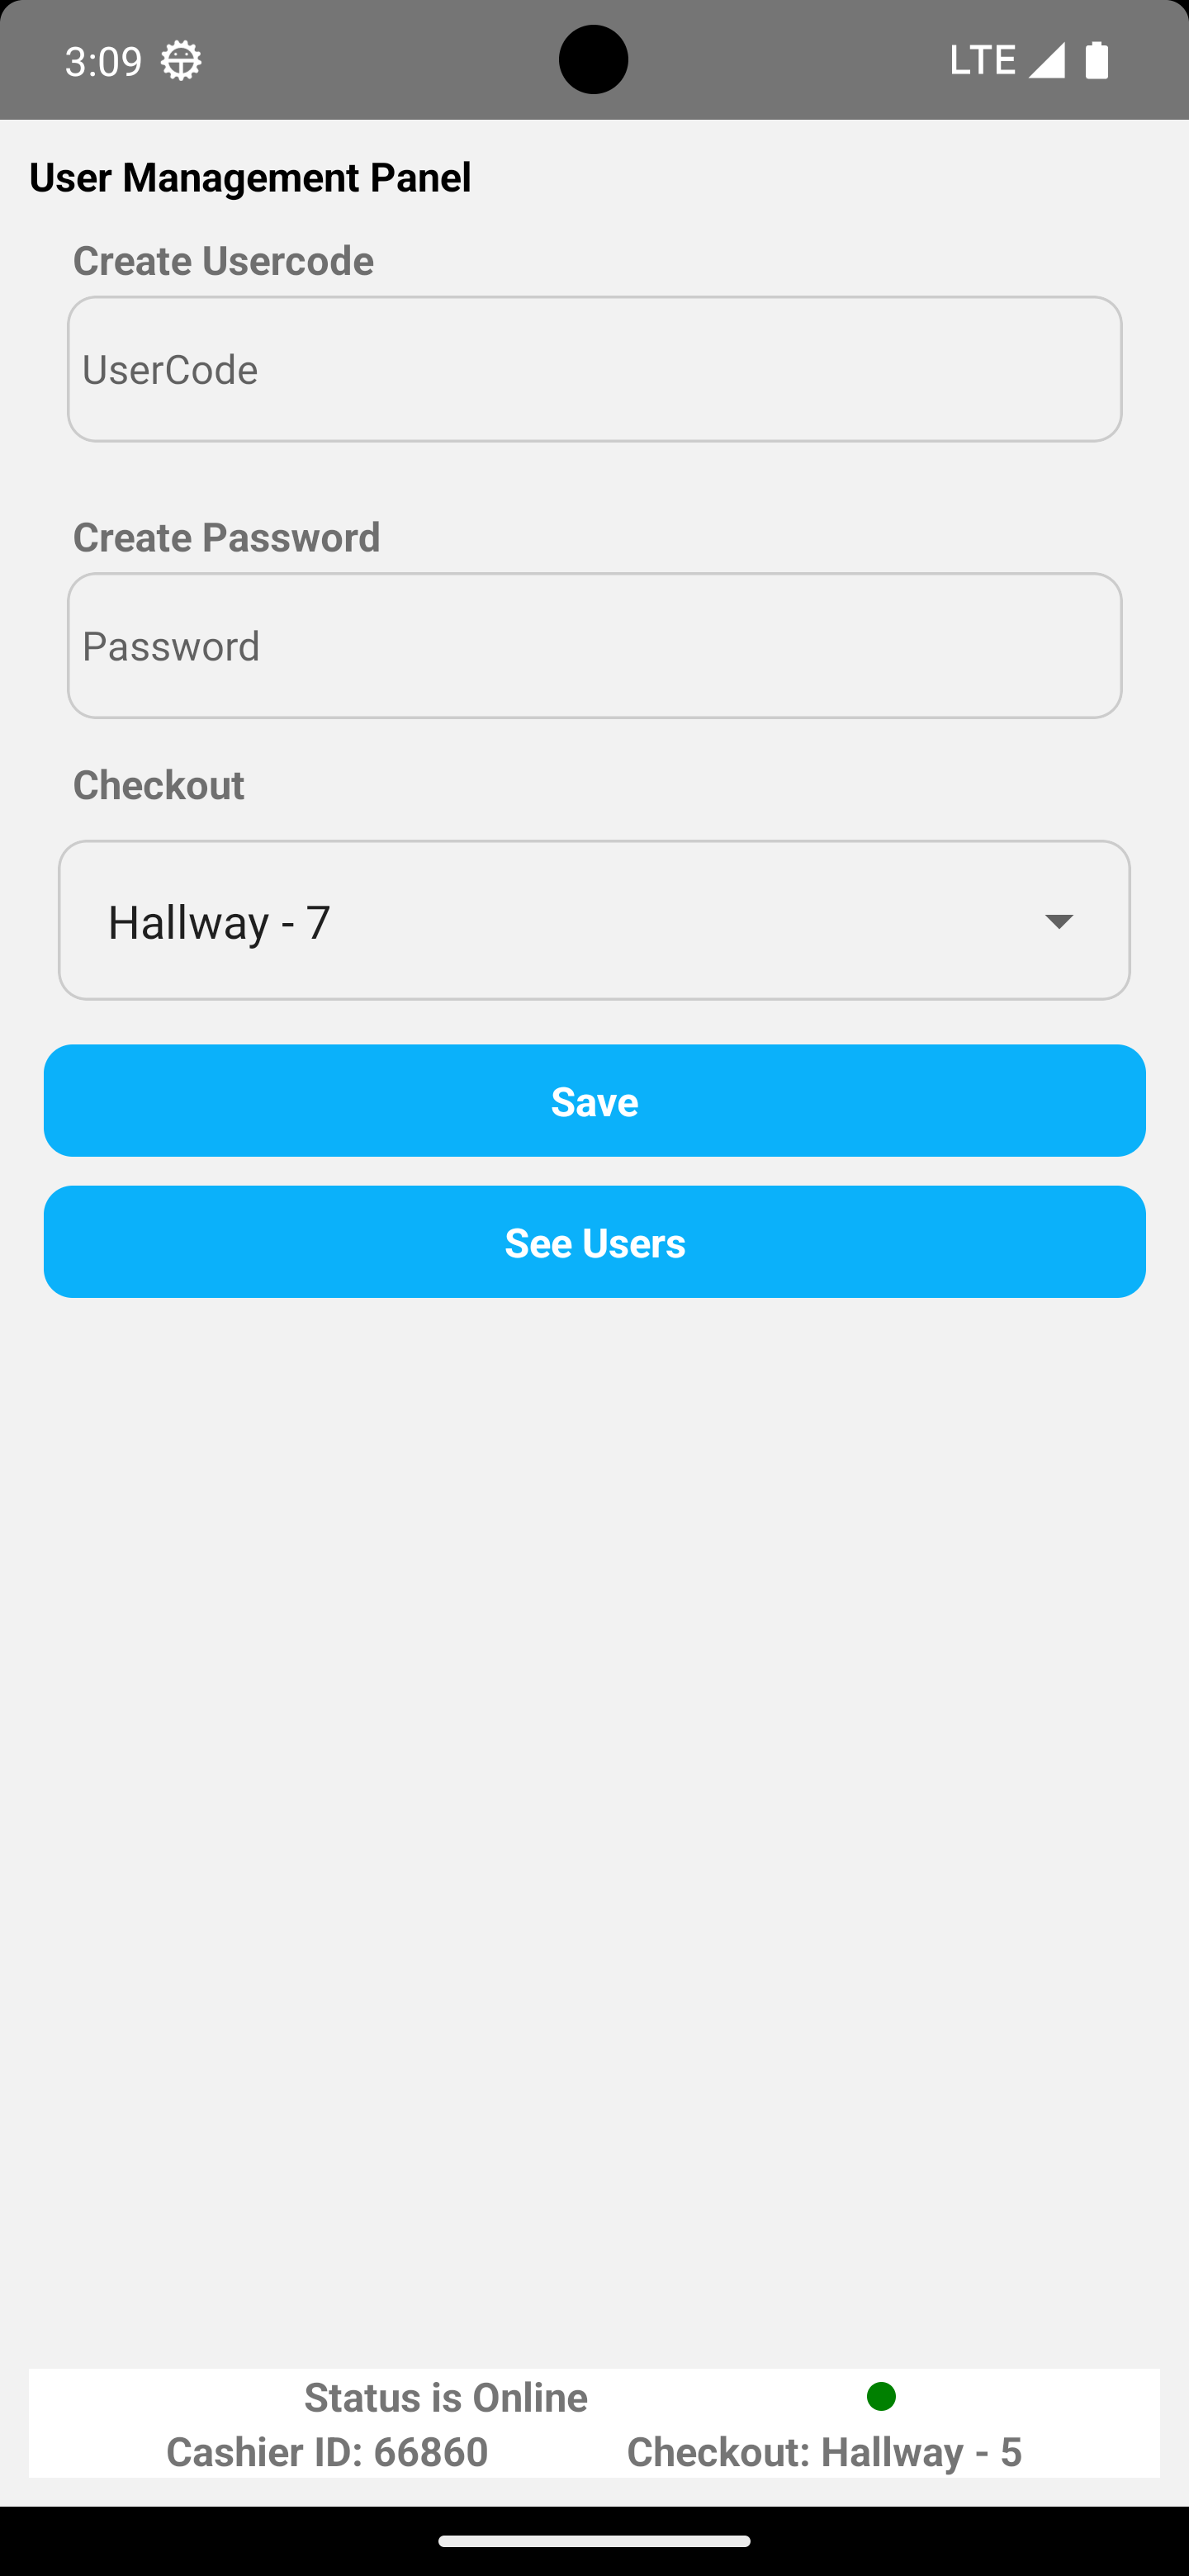 3:09 LTE
User Management Panel
Create Usercode
UserCode
Create Password
Password
Checkout
Hallway - 7
Save
See Users
Status is Online
Cashier ID: 66860 Checkout: Hallway - 5